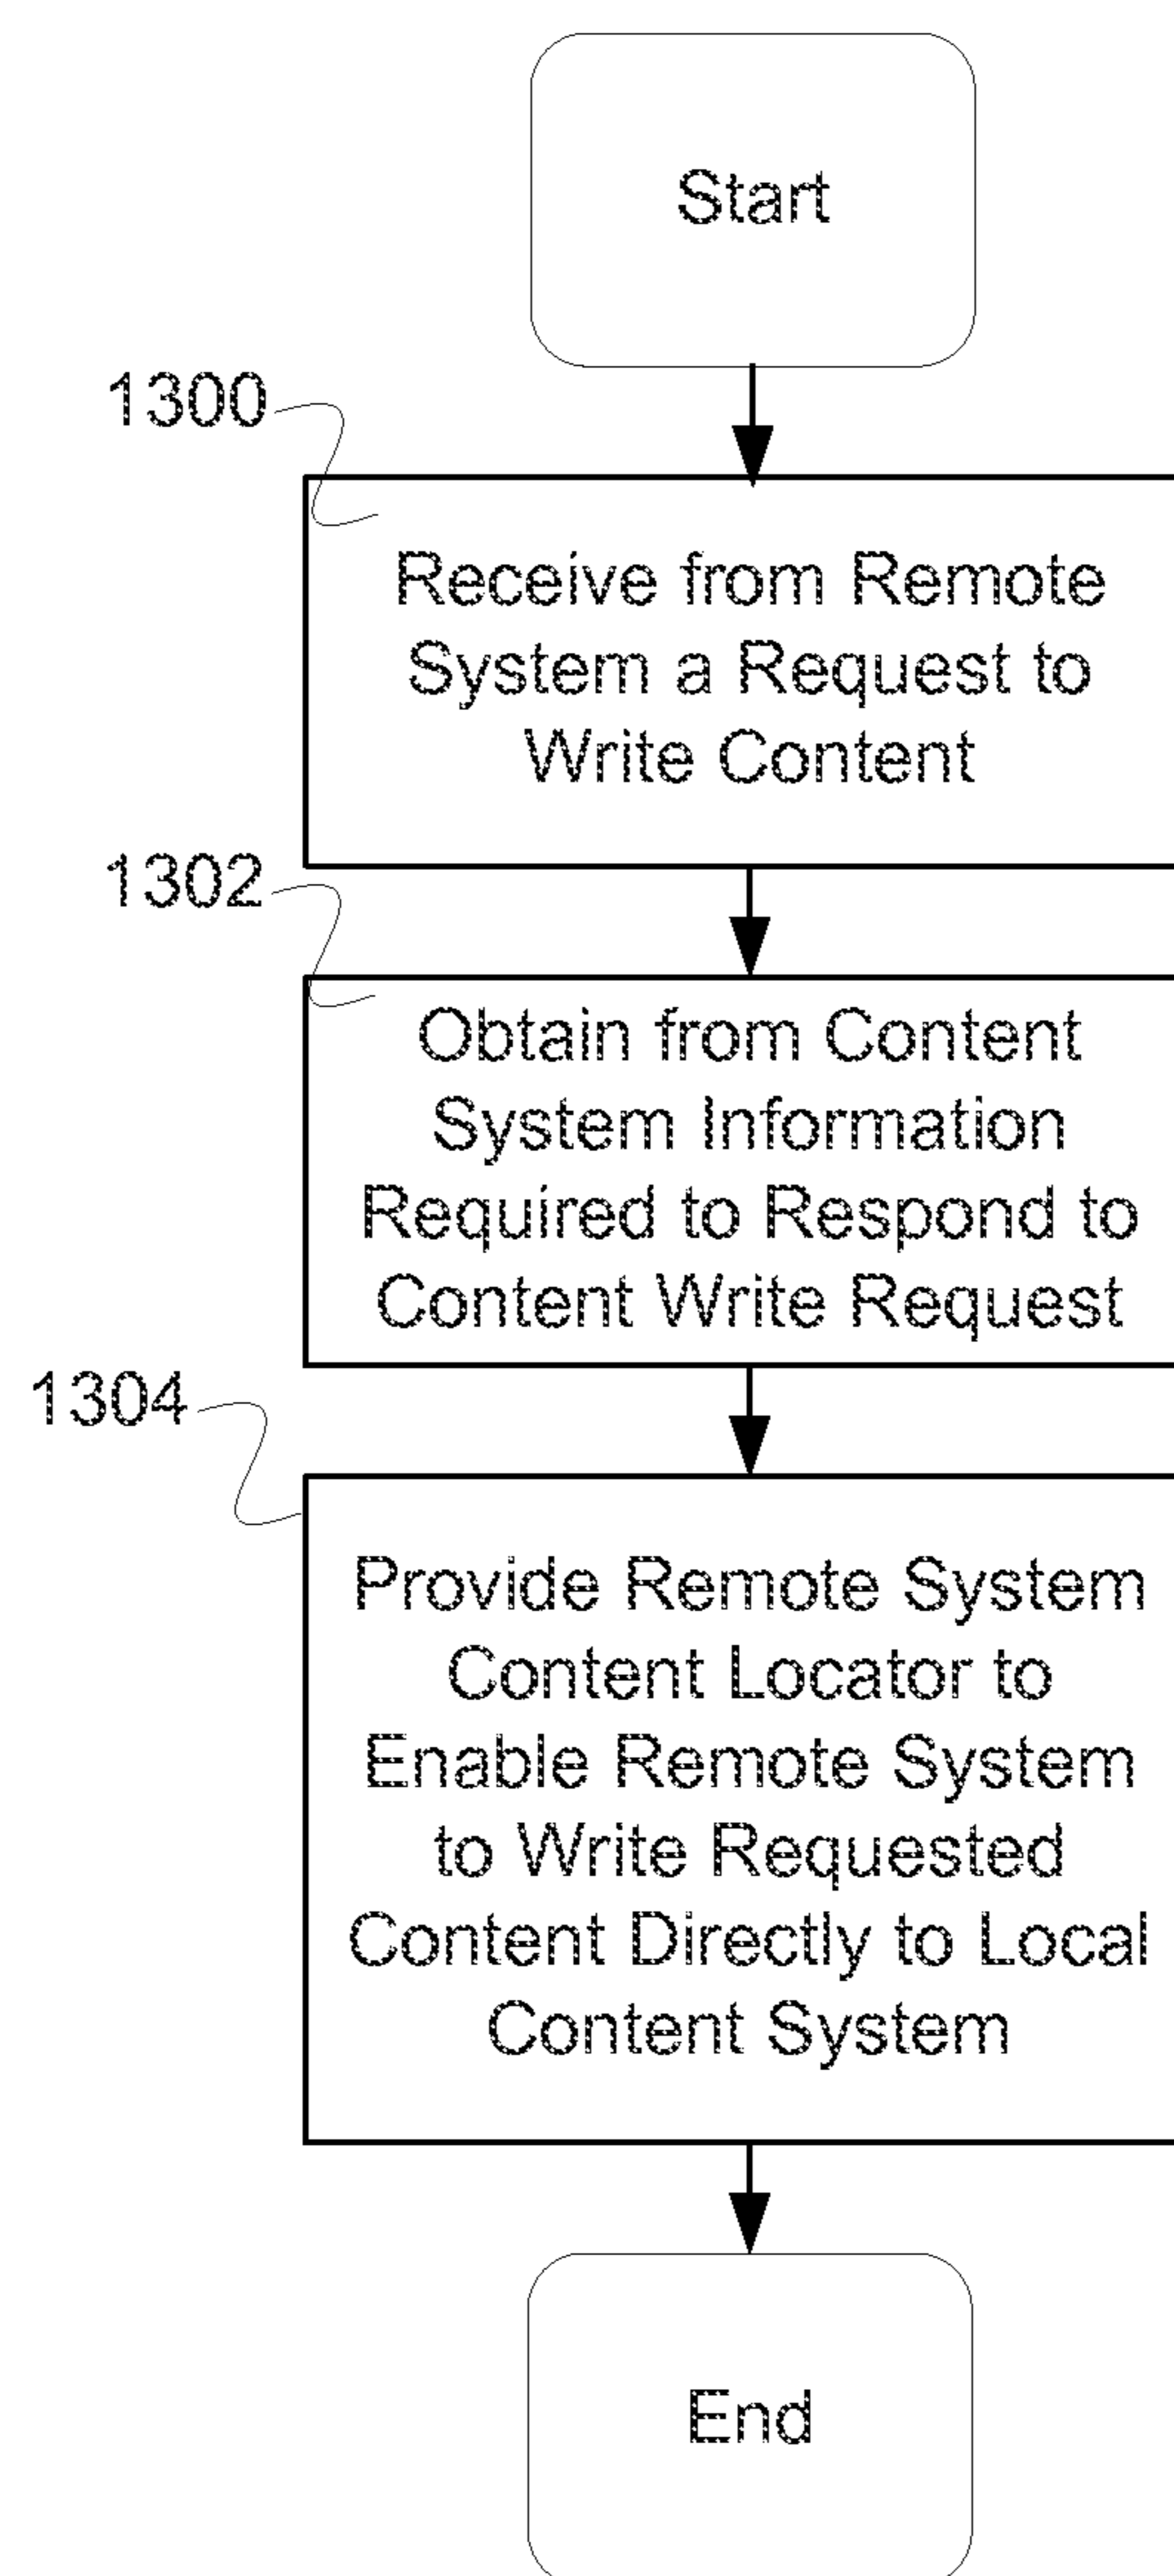 Start
1300
Receive from Remote
System a Request to
Write Content
1302
Obtain from Content
System Information
Required to Respond to
Content Write Request
1304
Provide Remote System
Content Locator to
Enable Remote System
to Write Requested
Content Directly to Local
Content System
End